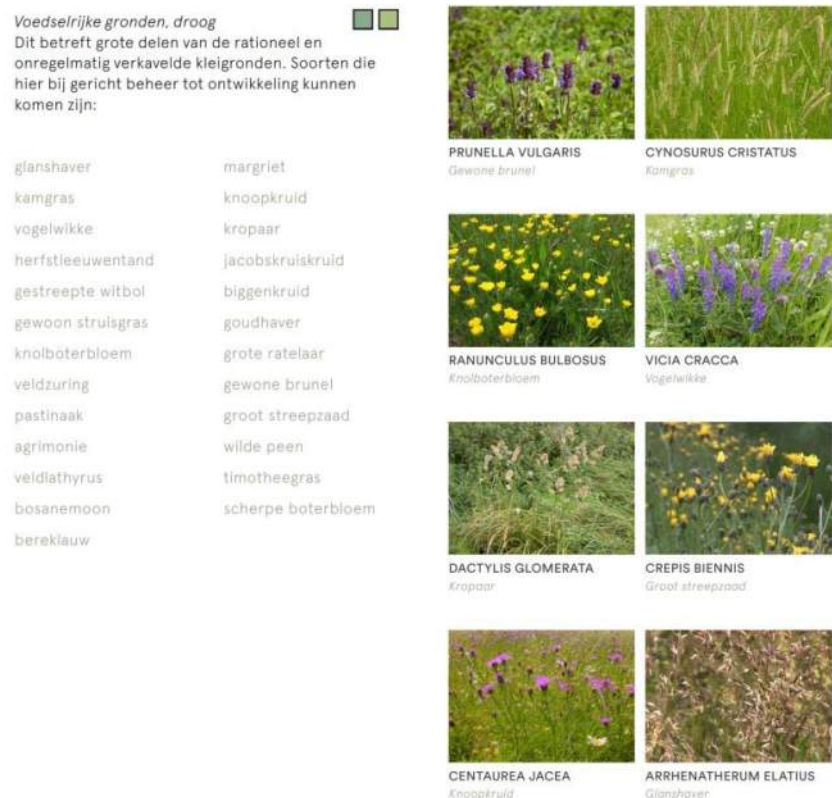 Voedselrijke gronden, droog
Dit betreft grote delen van de rationeel en
onregelmatig verkavelde kleigronden. Soorten die
hier bij gericht beheer tot ontwikkeling kunnen
komen zijn:
glanshaver
kamgras
vogelwikke
herfstleeuwentand
gestreepte witbol
gewoon struisgras
knolboterbloem
veldzuring
pastinaak
agrimonie
veldlathyrus
bosanemoon
bereklauw
margriet
knoopkruid
kropaar
jacobskruiskruid
biggenkruid
goudhaver
grote ratelaar
gewone brunel
groot streepzaad
wilde peen
timotheegras
scherpe boterbloem
PRUNELLA VULGARIS
Gewone brunel
CYNOSURUS CRISTATUS
Kamgras
RANUNCULUS BULBOSUS
Knolboterbloem
VICIA CRACCA
Vogelwikke
DACTYLIS GLOMERATA
Kropaar
CREPIS BIENNIS
Groot streepzaad
CENTAUREA JACEA
Knoopkruid
ARRHENATHERUM ELATIUS
Glanshaver